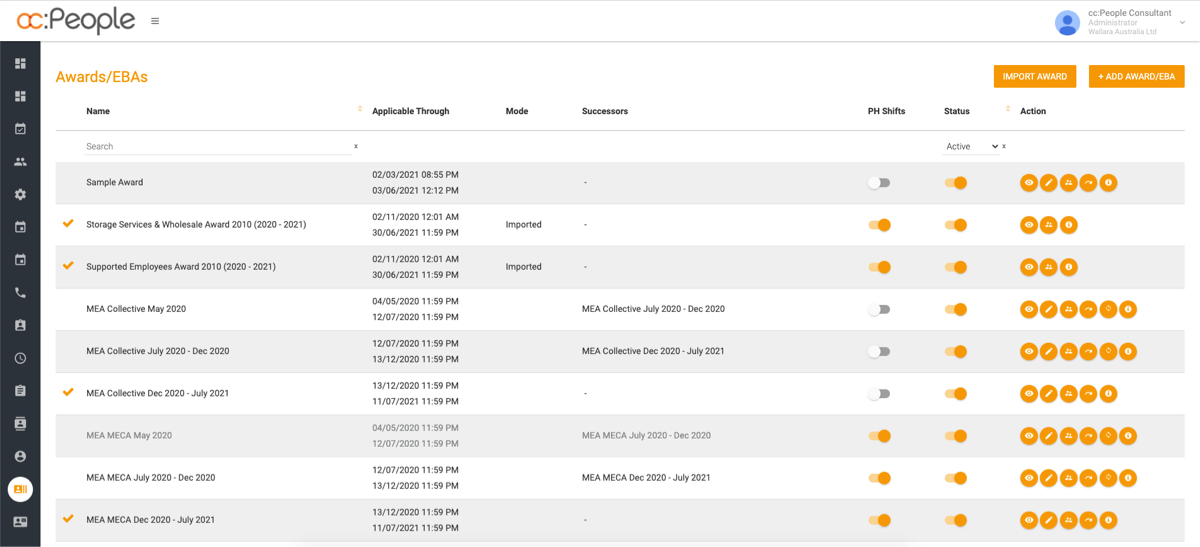 cc:People
cc:People Consultant
Administrator
Wallara Australia Ltd
Awards/EBAs
IMPORT AWARD
+ ADD AWARD/EBA
Name Applicable Through Mode Successors PH Shifts Status Action
Search x Active x
02/03/2021 08:55 PM
Sample Award -
03/06/2021 12:12 PM
02/11/2020 12:01 AM
Storage Services & Wholesale Award 2010 (2020 - 2021) Imported -
30/06/2021 11:59 PM
02/11/2020 12:01 AM
Supported Employees Award 2010 (2020 - 2021) Imported -
30/06/2021 11:59 PM
04/05/2020 11:59 PM
MEA Collective May 2020 MEA Collective July 2020 - Dec 2020
12/07/2020 11:59 PM
12/07/2020 11:59 PM
MEA Collective July 2020 - Dec 2020 MEA Collective Dec 2020 - July 2021
13/12/2020 11:59 PM
13/12/2020 11:59 PM
MEA Collective Dec 2020 - July 2021 -
11/07/2021 11:59 PM
04/05/2020 11:59 PM
MEA MECA May 2020 MEA MECA July 2020 - Dec 2020
12/07/2020 11:59 PM
12/07/2020 11:59 PM
MEA MECA July 2020 - Dec 2020 MEA MECA Dec 2020 - July 2021
13/12/2020 11:59 PM
13/12/2020 11:59 PM
MEA MECA Dec 2020 - July 2021 -
11/07/2021 11:59 PM